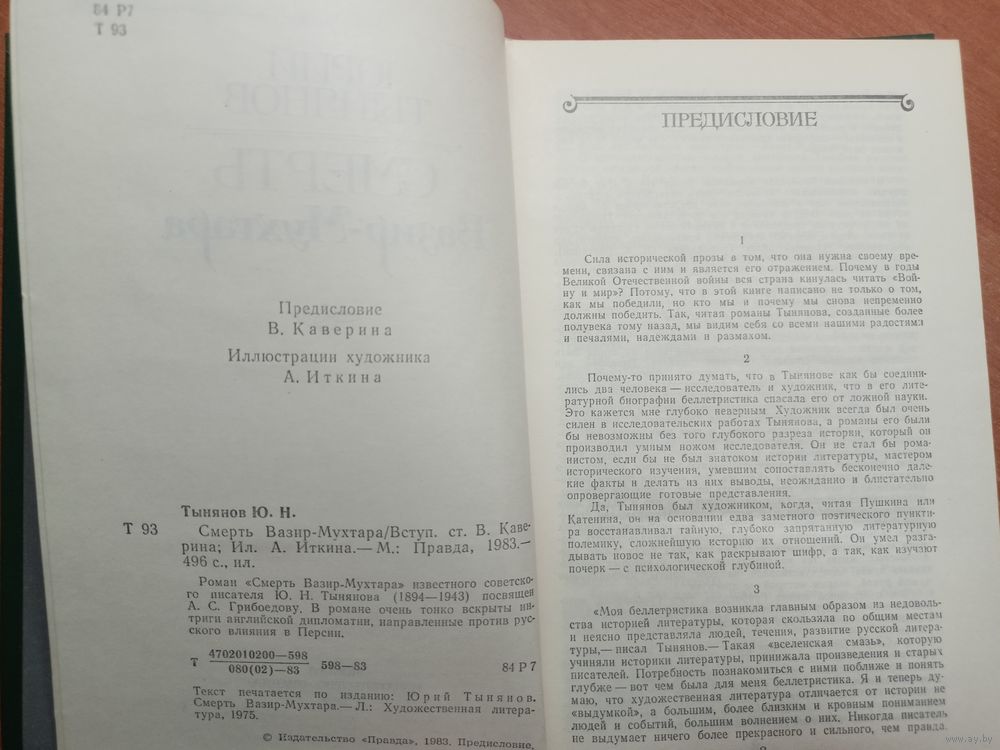 84 Р7
Т 93
Предисловие
В. Каверина
Иллюстрации художника
А. Иткина
Тынянов Ю. Н.
Т 93
Смерть Вазир-Мухтара/Вступ. ст. В. Каве-
рина; Ил. А. Иткина.— М.: Правда, 1983.—
496 с., ил.
Роман «Смерть Вазир-Мухтара» известного советско-
го писателя Ю. Н. Тынянова (1894—1943) посвящен
А. С. Грибоедову. В романе очень тонко вскрыты ин-
триги английской дипломатии, направленные против рус-
ского влияния в Персии.
Т 4702010200—598
080(02)—83 598—83 84 Р 7
Текст печатается по изданию: Юрий Тынянов.
Смерть Вазир-Мухтара.— Л.: Художественная литера-
тура, 1975.
© Издательство «Правда», 1983. Предисловие.
ПРЕДИСЛОВИЕ
1
Сила исторической прозы в том, что она нужна своему вре-
мени, связана с ним и является его отражением. Почему в годы
Великой Отечественной войны вся страна кинулась читать «Вой-
ну и мир»? Потому, что в этой книге написано не только о том,
как мы победили, но кто мы и почему мы снова непременно
должны победить. Так, читая романы Тынянова, созданные более
полувека тому назад, мы видим себя со всеми нашими радостями
и печалями, надеждами и размахом.
2
Почему-то принято думать, что в Тынянове как бы соедини-
лись два человека — исследователь и художник, что в его лите-
ратурной биографии беллетристика спасала его от ложной науки.
Это кажется мне глубоко неверным Художник всегда был очень
силен в исследовательских работах Тынянова, а романы его были
бы невозможны без того глубокого разреза истории, который он
производил умным ножом исследователя. Он не стал бы рома-
нистом, если бы не был знатоком истории литературы, мастером
исторического изучения, умевшим сопоставлять бесконечно дале-
кие факты и делать из них выводы, неожиданно и блистательно
опровергающие готовые представления.
Да, Тынянов был художником, когда, читая Пушкина или
Катенина, он на основании едва заметного поэтического пункти-
ра восстанавливал тайную, глубоко запрятанную литературную
полемику, сложнейшую историю их отношений. Он умел разга-
дывать новое не так, как раскрывают шифр, а так, как изучают
почерк — с психологической глубиной.
3
«Моя беллетристика возникла главным образом из недоволь-
ства историей литературы, которая скользила по общим местам
и неясно представляла людей, течения, развитие русской литера-
туры,— писал Тынянов.— Такая «вселенская смазь», которую
учиняли историки литературы, принижала произведения и старых
писателей. Потребность познакомиться с ними поближе и понять
глубже — вот чем была для меня беллетристика. Я и теперь ду-
маю, что художественная литература отличается от истории не
«выдумкой», а большим, более близким и кровным пониманием
людей и событий, большим волнением о них. Никогда писатель
не выдумает ничего более прекрасного и сильного, чем правда.
www.ay.by